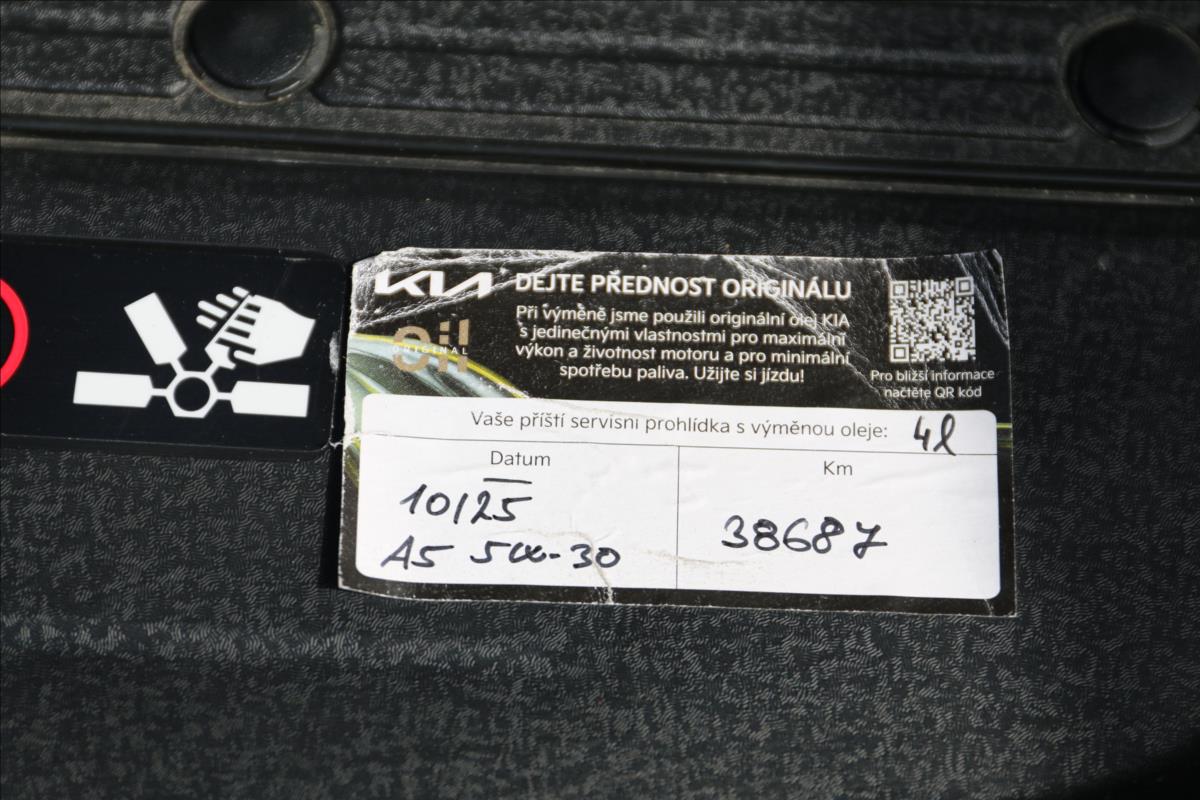 KIA
DEJTE PŘEDNOST ORIGINÁLU
oil
ORIGINAL
Při výměně jsme použili originální olej KIA
s jedinečnými vlastnostmi pro maximální
výkon a životnost motoru a pro minimální
spotřebu paliva. Užijte si jízdu!
Pro bližší informace
načtěte QR kód
Vaše příští servisní prohlídka s výměnou oleje: 4l
Datum
10/25
A5 5W-30
Km
38687